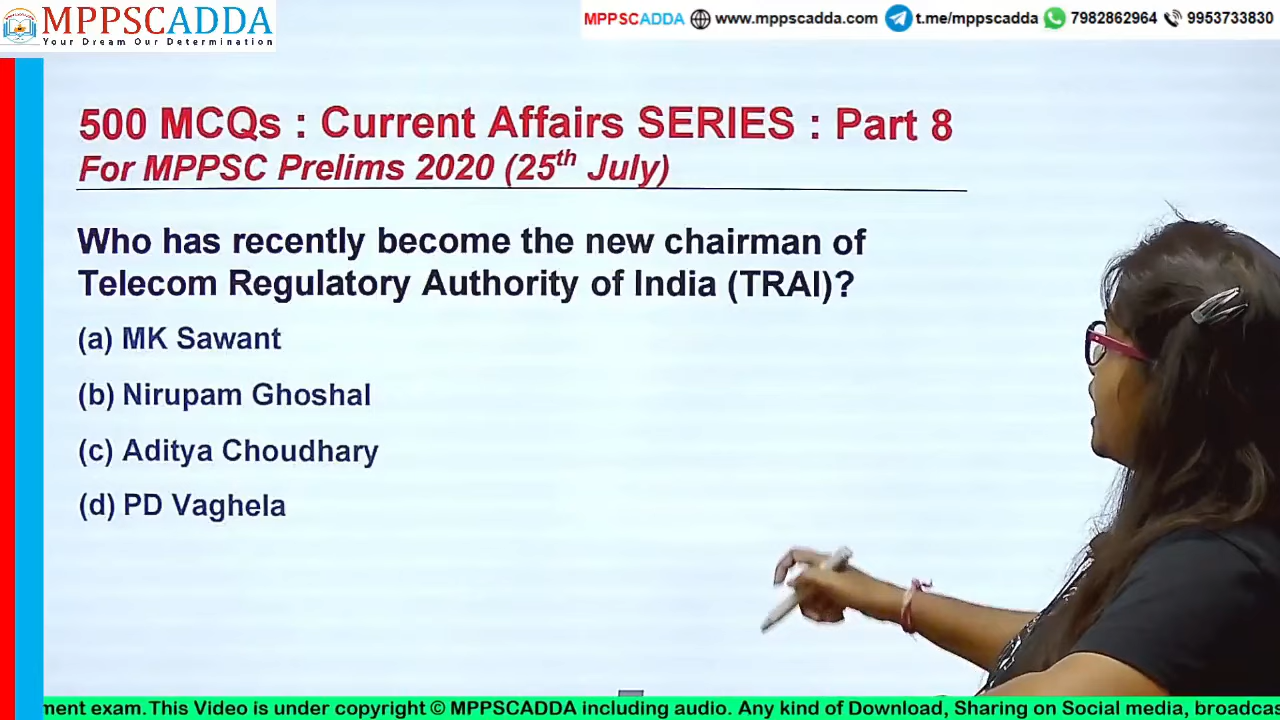 MPPSCADDA
Your Dream Our Determination
MPPSCADDA www.mppscadda.com t.me/mppscadda 7982862964 9953733830
500 MCQs : Current Affairs SERIES : Part 8
For MPPSC Prelims 2020 (25th July)
Who has recently become the new chairman of
Telecom Regulatory Authority of India (TRAI)?
(a) MK Sawant
(b) Nirupam Ghoshal
(c) Aditya Choudhary
(d) PD Vaghela
ment exam.This Video is under copyright © MPPSCADDA including audio. Any kind of Download, Sharing on Social media, broadcas